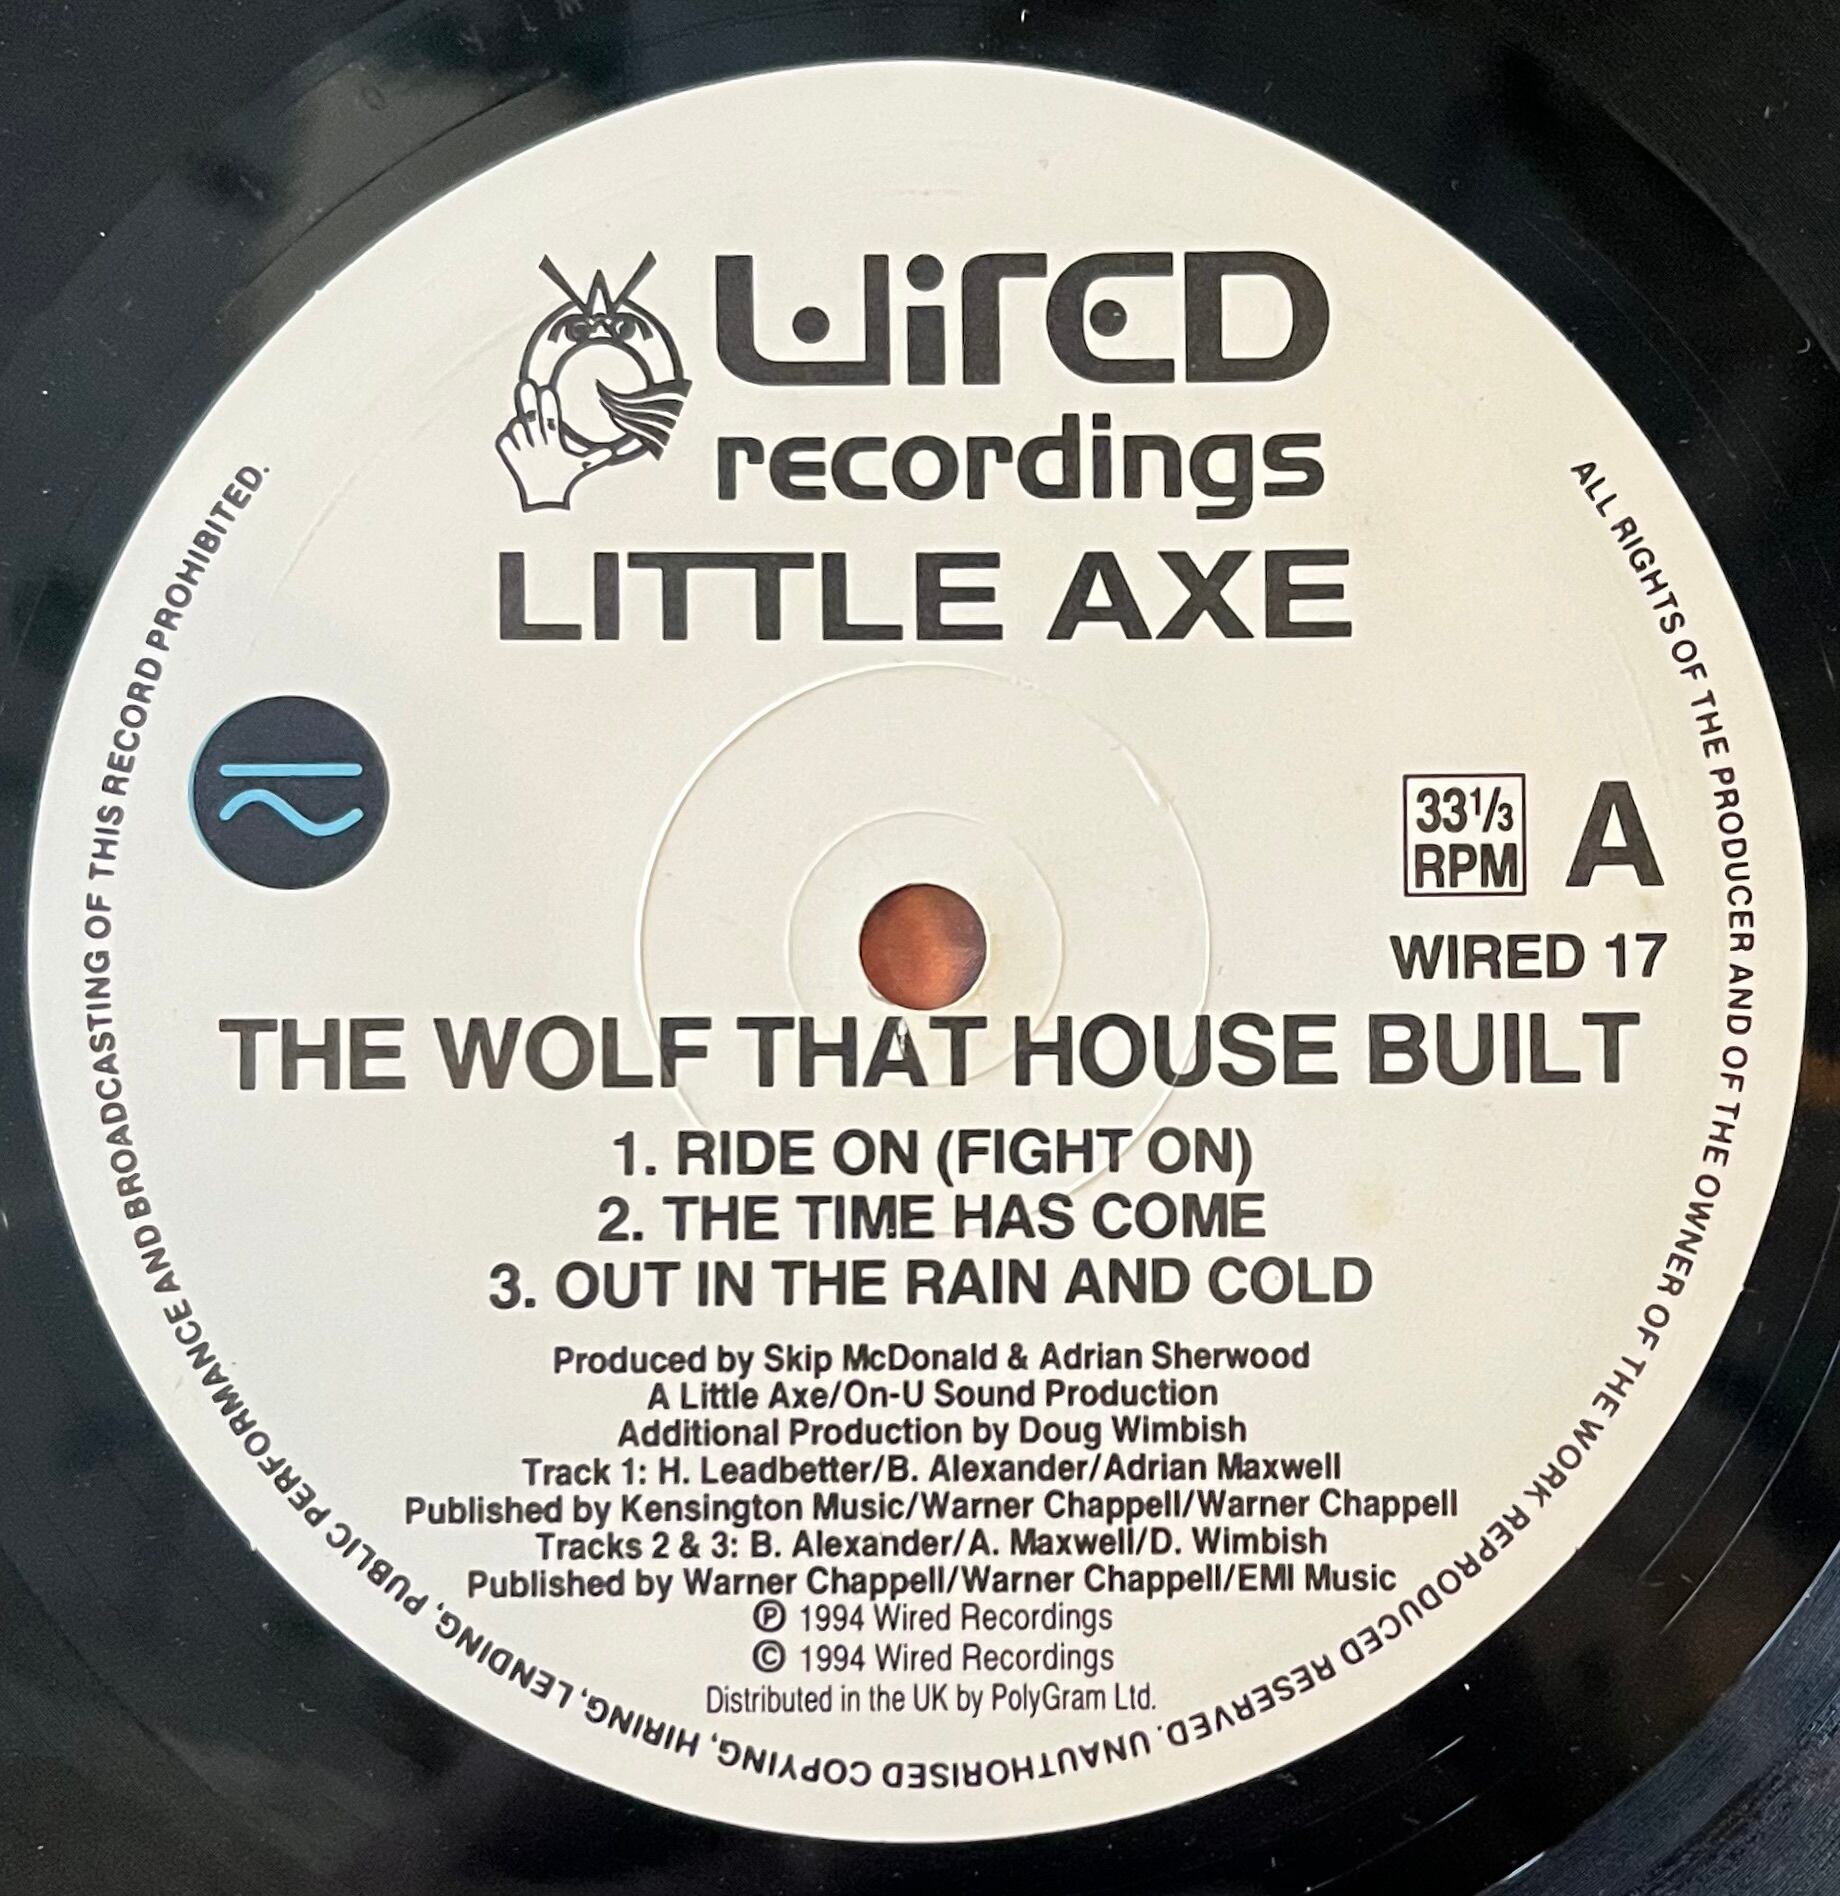 WiRED
recordings
LITTLE AXE
33⅓
RPM
A
WIRED 17
THE WOLF THAT HOUSE BUILT
1. RIDE ON (FIGHT ON)
2. THE TIME HAS COME
3. OUT IN THE RAIN AND COLD
Produced by Skip McDonald & Adrian Sherwood
A Little Axe/On-U Sound Production
Additional Production by Doug Wimbish
Track 1: H. Leadbetter/B. Alexander/Adrian Maxwell
Published by Kensington Music/Warner Chappell/Warner Chappell
Tracks 2 & 3: B. Alexander/A. Maxwell/D. Wimbish
Published by Warner Chappell/Warner Chappell/EMI Music
℗ 1994 Wired Recordings
© 1994 Wired Recordings
Distributed in the UK by PolyGram Ltd.
ALL RIGHTS OF THE PRODUCER AND OF THE OWNER OF THE WORK REPRODUCED RESERVED. UNAUTHORISED COPYING, HIRING, LENDING, PUBLIC PERFORMANCE AND BROADCASTING OF THIS RECORD PROHIBITED.